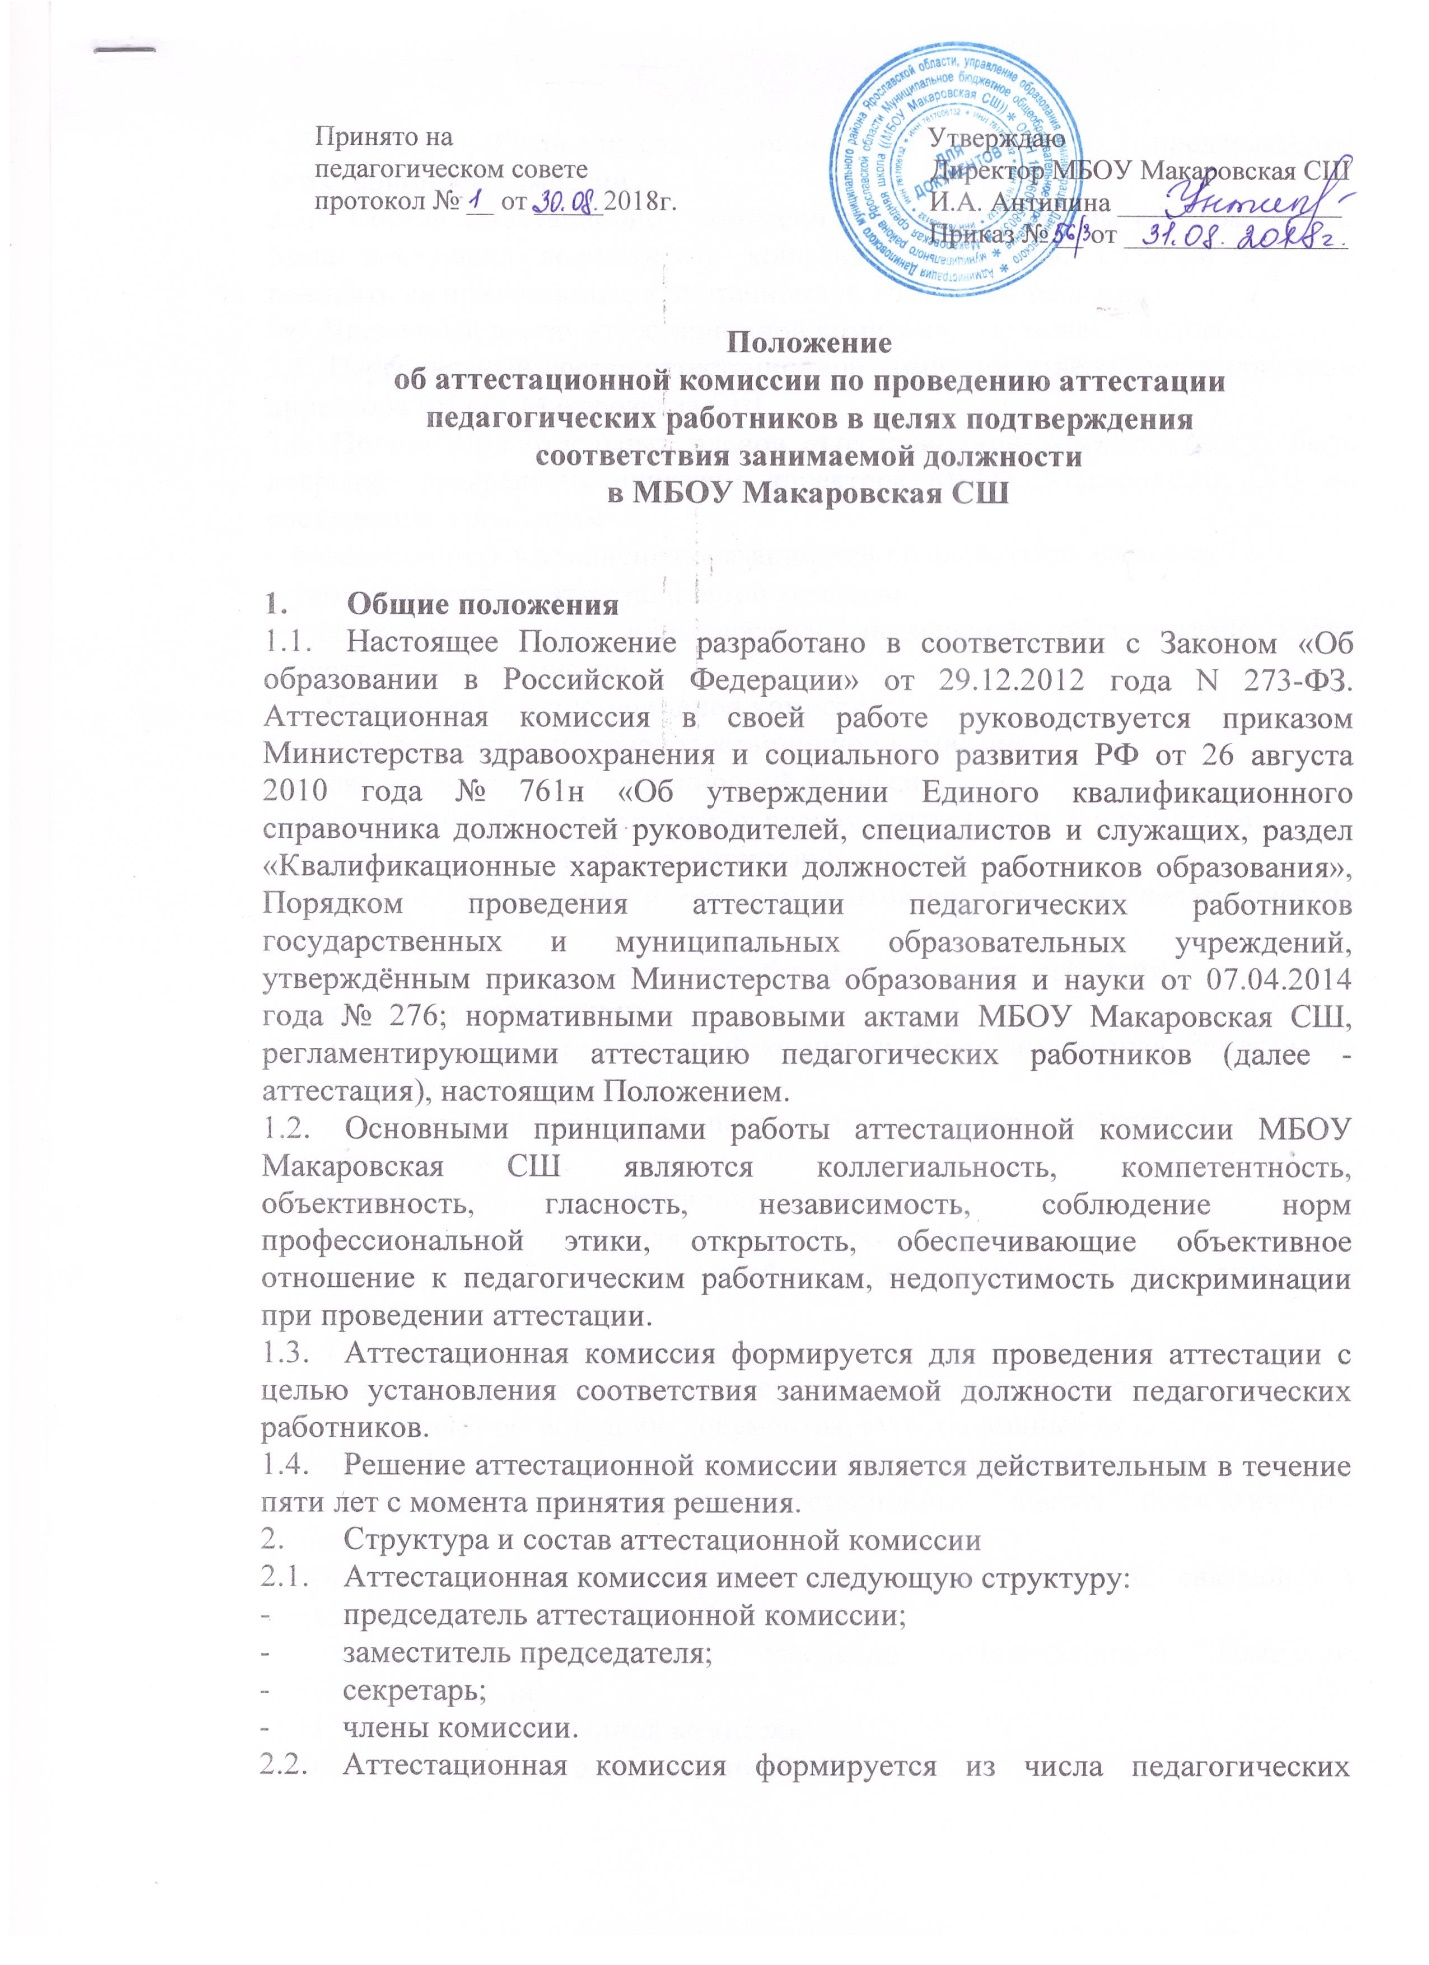 Принято на
педагогическом совете
протокол № 1 от 30.08.2018г.
Утверждаю
Директор МБОУ Макаровская СШ
И.А. Антипина
Приказ № 56/3 от 31.08.2018г.
ДЛЯ
ДОКУМЕНТОВ
Положение
об аттестационной комиссии по проведению аттестации
педагогических работников в целях подтверждения
соответствия занимаемой должности
в МБОУ Макаровская СШ
1. Общие положения
1.1. Настоящее Положение разработано в соответствии с Законом «Об
образовании в Российской Федерации» от 29.12.2012 года N 273-ФЗ.
Аттестационная комиссия в своей работе руководствуется приказом
Министерства здравоохранения и социального развития РФ от 26 августа
2010 года № 761н «Об утверждении Единого квалификационного
справочника должностей руководителей, специалистов и служащих, раздел
«Квалификационные характеристики должностей работников образования»,
Порядком проведения аттестации педагогических работников
государственных и муниципальных образовательных учреждений,
утверждённым приказом Министерства образования и науки от 07.04.2014
года № 276; нормативными правовыми актами МБОУ Макаровская СШ,
регламентирующими аттестацию педагогических работников (далее -
аттестация), настоящим Положением.
1.2. Основными принципами работы аттестационной комиссии МБОУ
Макаровская СШ являются коллегиальность, компетентность,
объективность, гласность, независимость, соблюдение норм
профессиональной этики, открытость, обеспечивающие объективное
отношение к педагогическим работникам, недопустимость дискриминации
при проведении аттестации.
1.3. Аттестационная комиссия формируется для проведения аттестации с
целью установления соответствия занимаемой должности педагогических
работников.
1.4. Решение аттестационной комиссии является действительным в течение
пяти лет с момента принятия решения.
2. Структура и состав аттестационной комиссии
2.1. Аттестационная комиссия имеет следующую структуру:
- председатель аттестационной комиссии;
- заместитель председателя;
- секретарь;
- члены комиссии.
2.2. Аттестационная комиссия формируется из числа педагогических